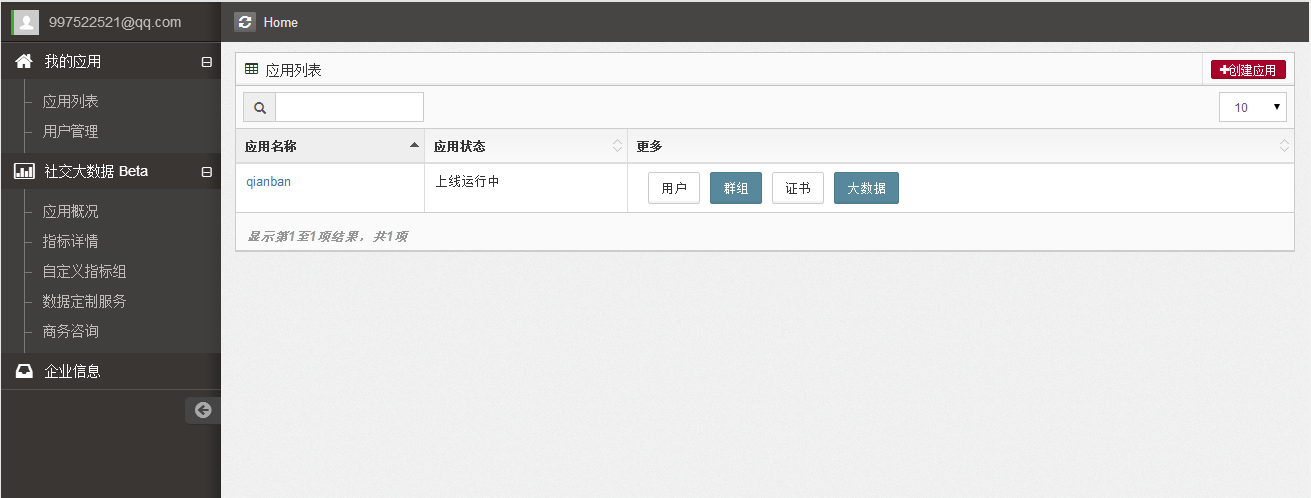 997522521@qq.com
Home
我的应用
应用列表
用户管理
社交大数据 Beta
应用概况
指标详情
自定义指标组
数据定制服务
商务咨询
企业信息
应用列表
创建应用
10
应用名称 应用状态 更多
qianban 上线运行中 用户 群组 证书 大数据
显示第1至1项结果，共1项